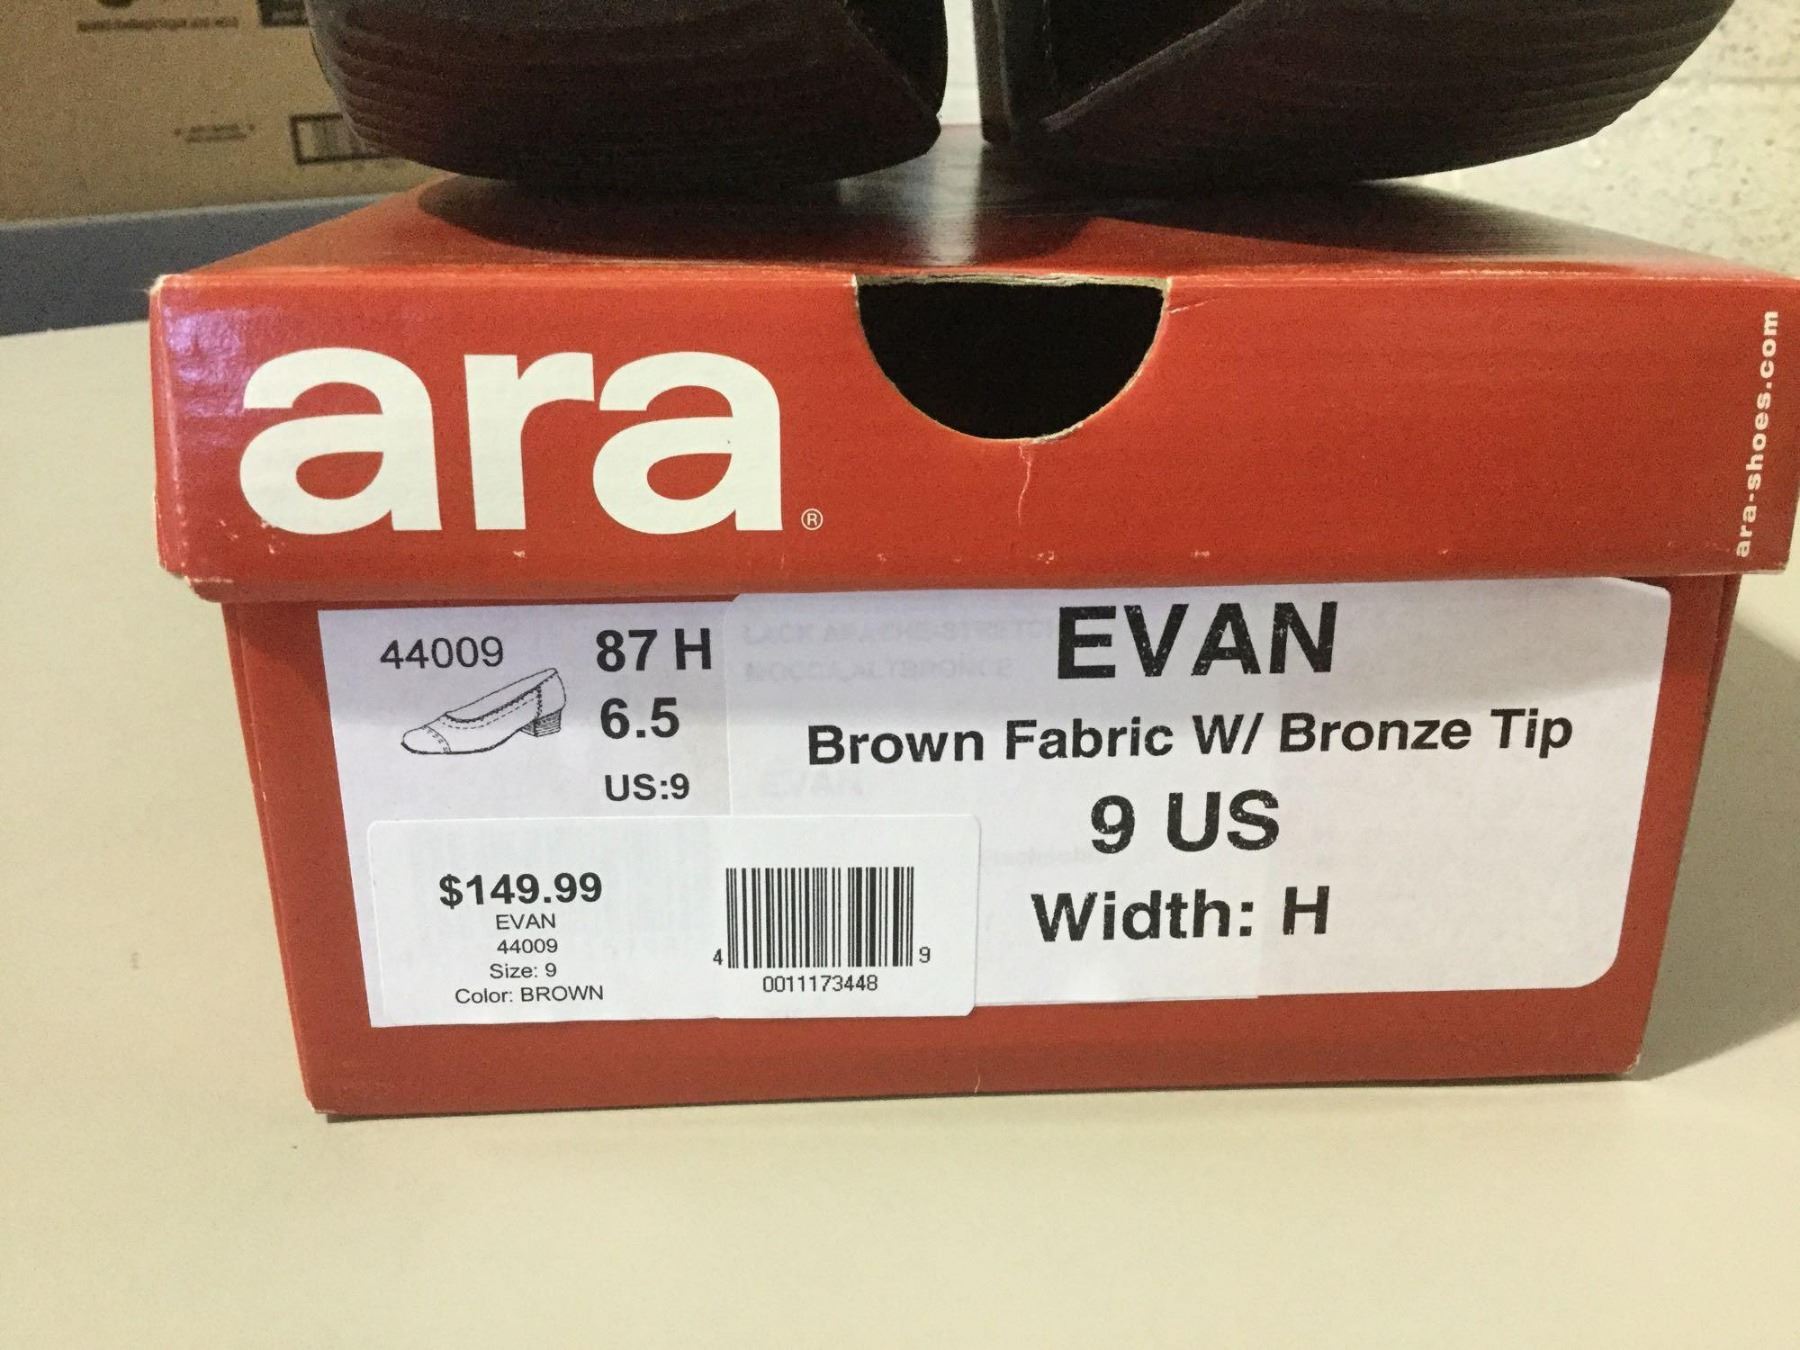 ara®
ara-shoes.com
44009
87 H
6.5
US:9
EVAN
Brown Fabric W/ Bronze Tip
9 US
Width: H
$149.99
EVAN
44009
Size: 9
Color: BROWN
4 9
0011173448